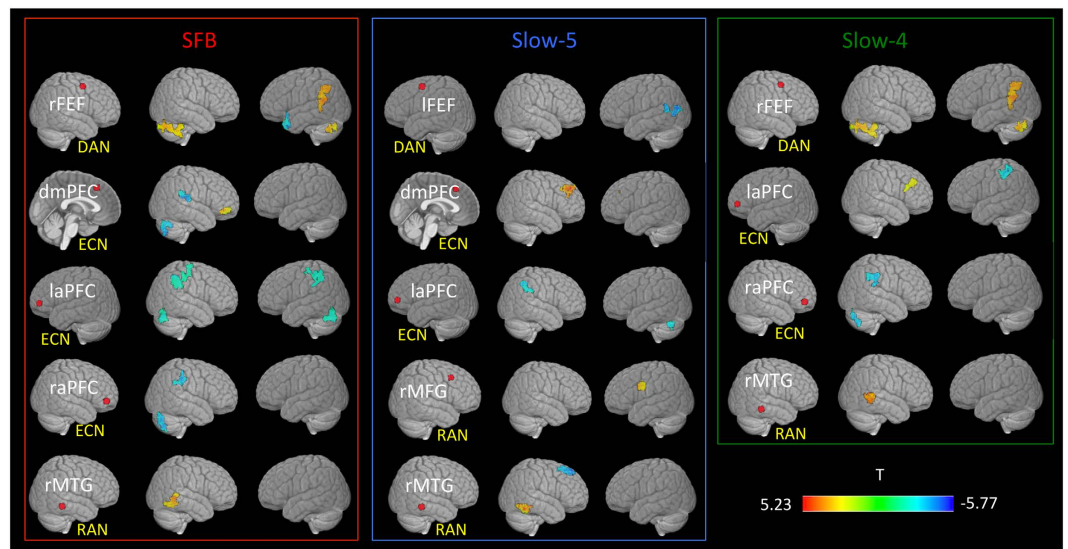 SFB
rFEF
DAN
dmPFC
ECN
laPFC
ECN
raPFC
ECN
rMTG
RAN
Slow-5
lFEF
DAN
dmPFC
ECN
laPFC
ECN
rMFG
RAN
rMTG
RAN
Slow-4
rFEF
DAN
laPFC
ECN
raPFC
ECN
rMTG
RAN
T
5.23 -5.77